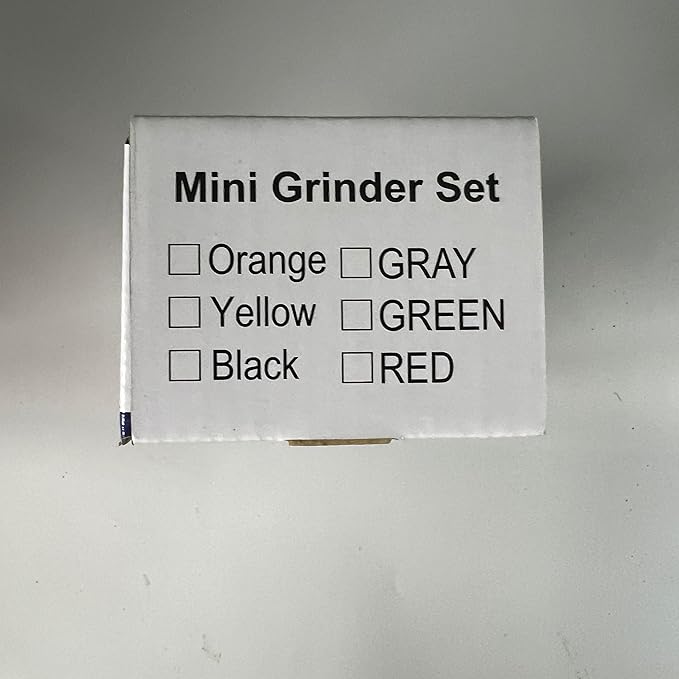 Mini Grinder Set
Orange GRAY
Yellow GREEN
Black RED